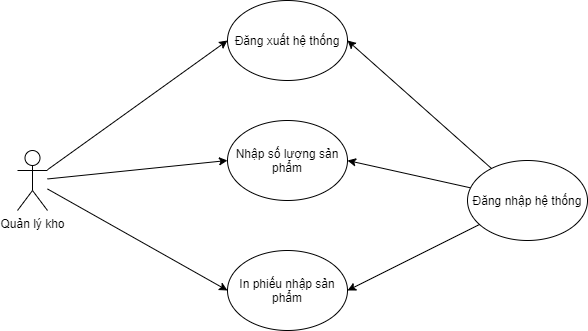 Đăng xuất hệ thống
Nhập số lượng sản
phẩm
Đăng nhập hệ thống
Quản lý kho
In phiếu nhập sản
phẩm